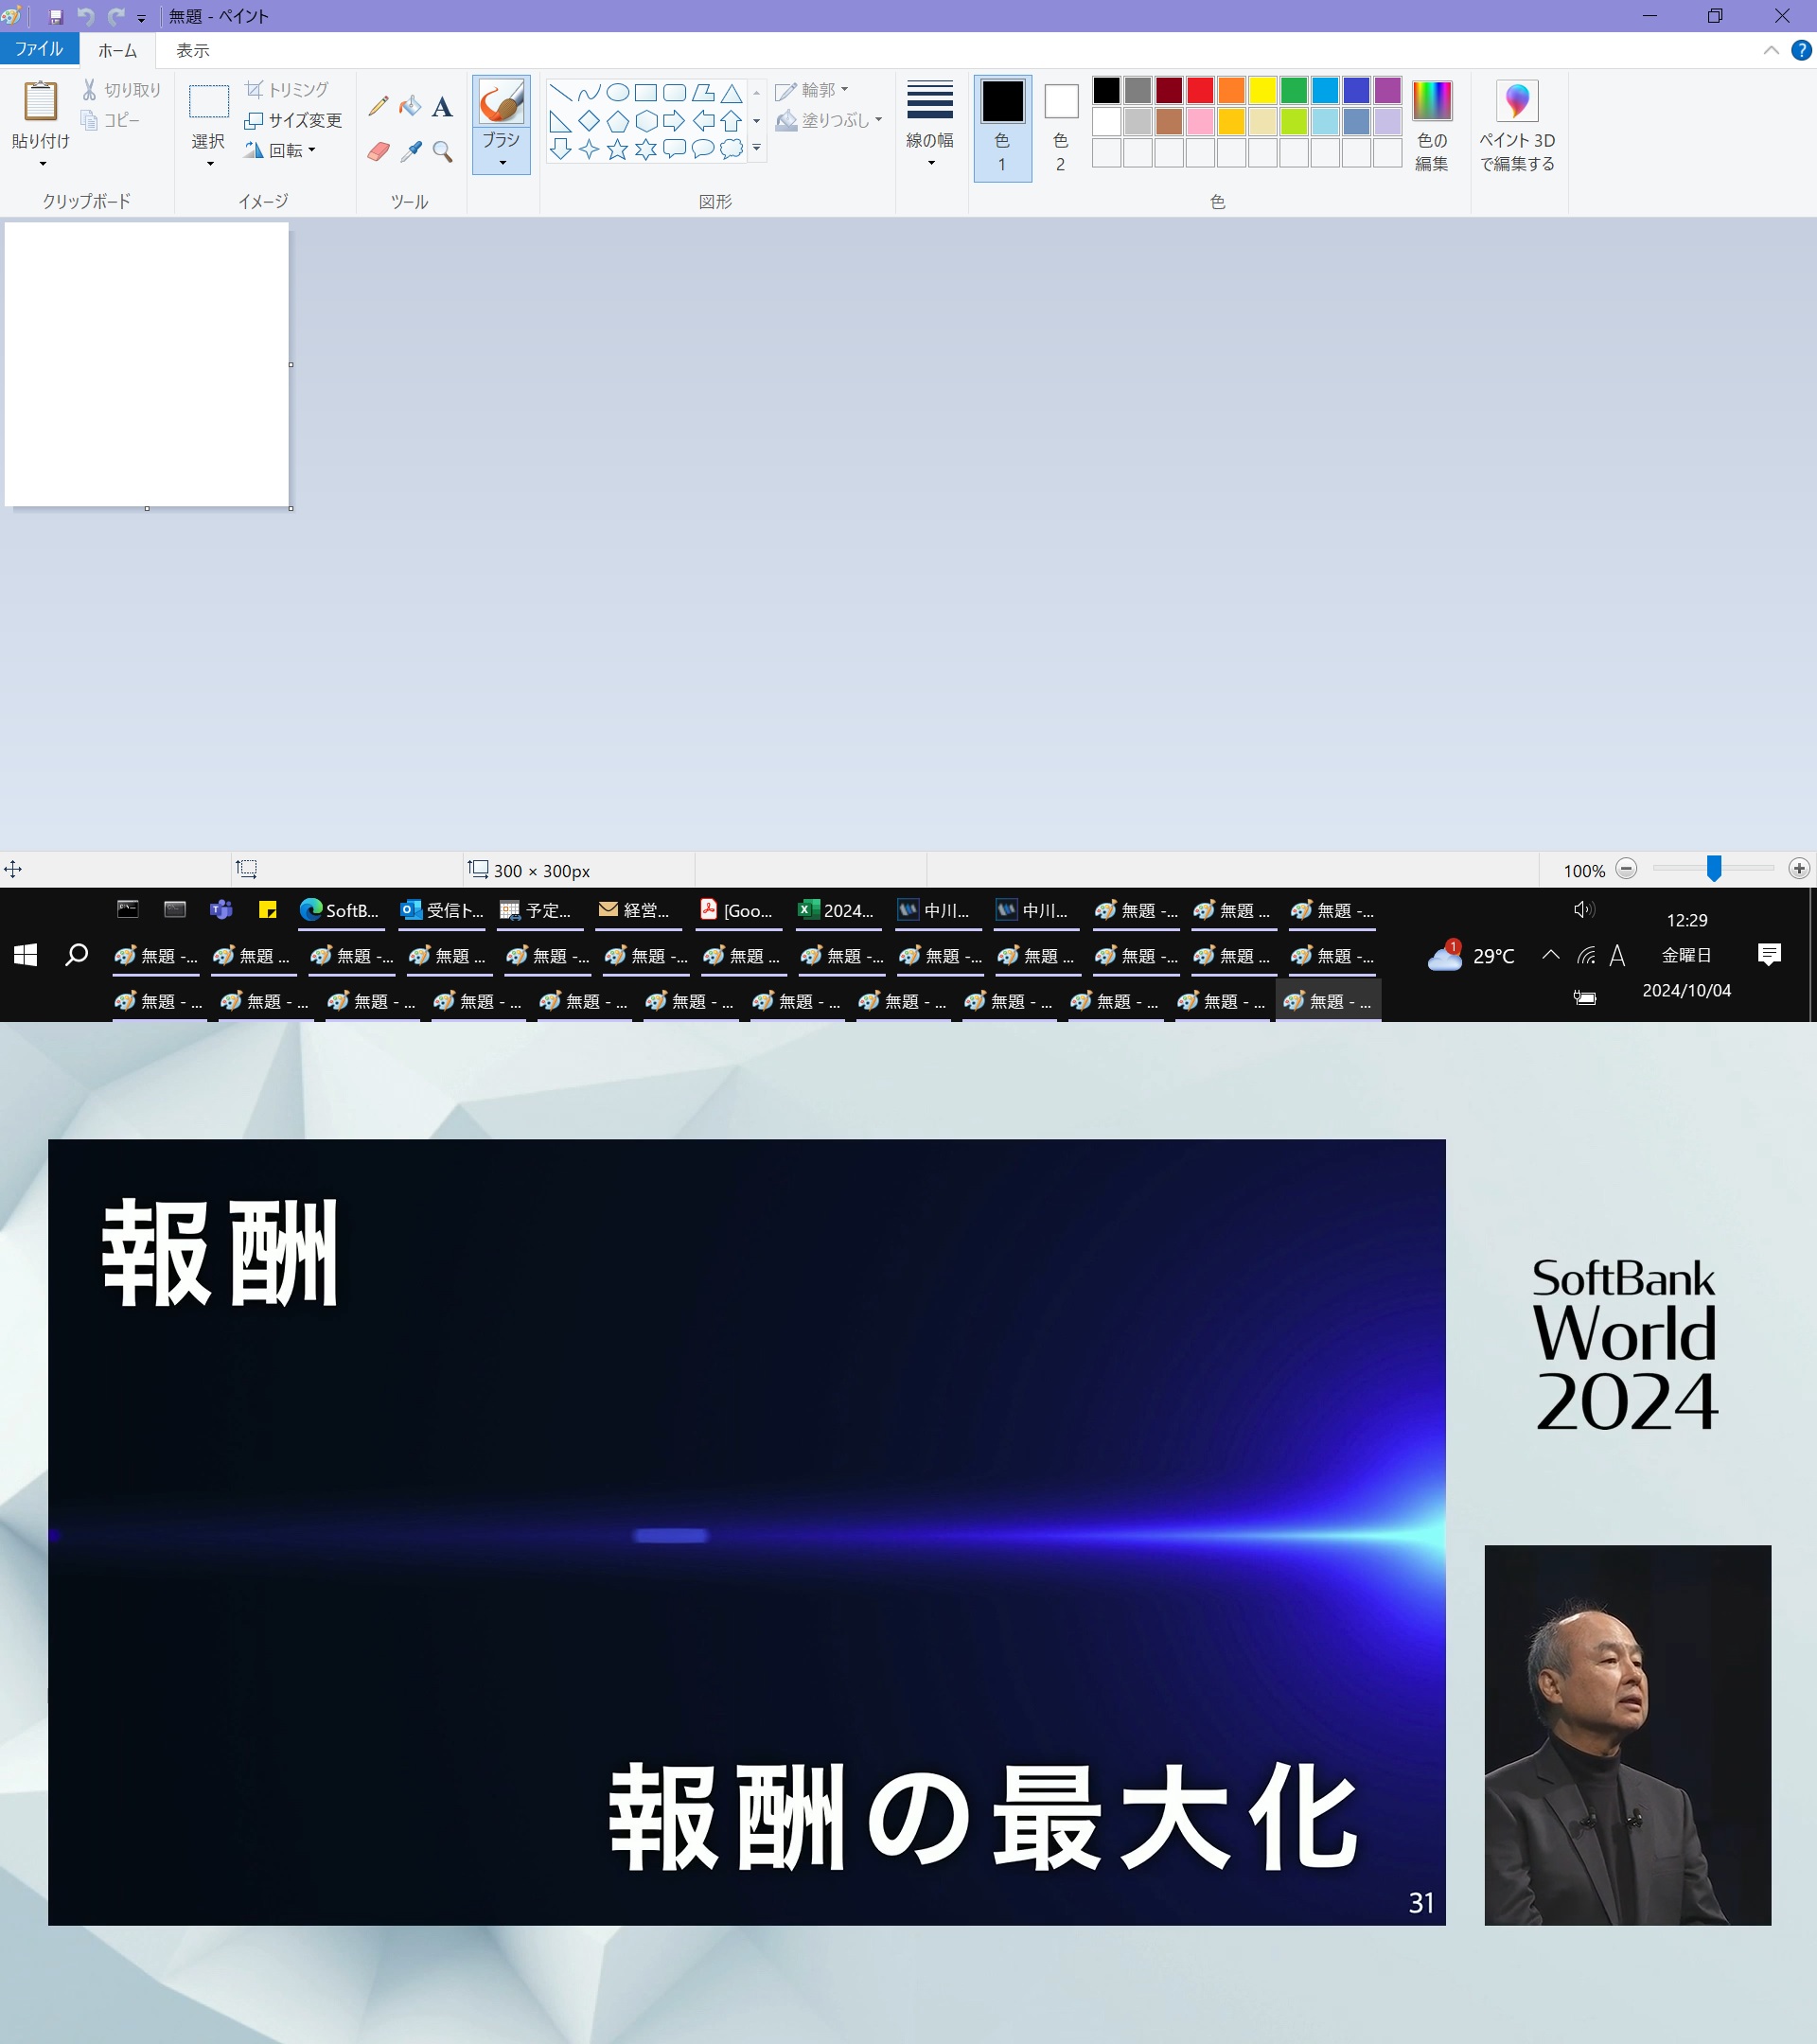 無題 - ペイント
ファイル ホーム 表示
貼り付け
切り取り
コピー
クリップボード
選択
トリミング
サイズ変更
回転
イメージ
ツール
ブラシ
図形
輪郭
塗りつぶし
線の幅
色
1
色
2
色の
編集
色
ペイント 3D
で編集する
300 × 300px
100%
SoftB... 受信ト... 予定... 経営... [Goo... 2024... 中川... 中川... 無題 -... 無題 ... 無題 -...
無題 -... 無題 ... 無題 -... 無題 ... 無題 -... 無題 -... 無題 ... 無題 -... 無題 -... 無題 ... 無題 -... 無題 ... 無題 -...
無題 - ... 無題 - ... 無題 - ... 無題 - ... 無題 - ... 無題 - ... 無題 - ... 無題 - ... 無題 - ... 無題 - ... 無題 - ... 無題 - ...
1
29°C
A
12:29
金曜日
2024/10/04
報酬
報酬の最大化
31
SoftBank
World
2024